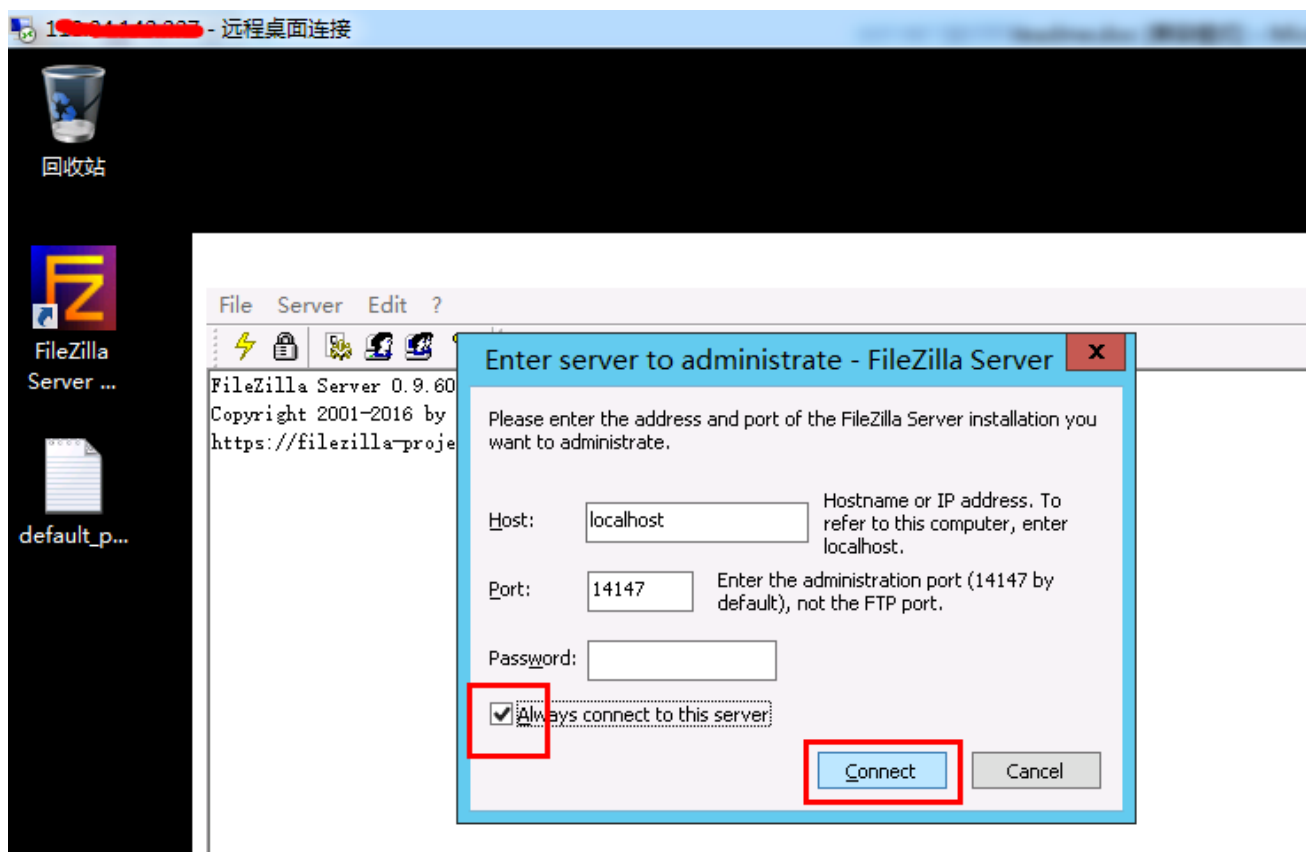 - 远程桌面连接
回收站
FileZilla
Server ...
default_p...
File Server Edit ?
FileZilla Server 0.9.60
Copyright 2001-2016 by
https://filezilla-proje
Enter server to administrate - FileZilla Server
x
Please enter the address and port of the FileZilla Server installation you
want to administrate.
Host:
localhost
Hostname or IP address. To
refer to this computer, enter
localhost.
Port:
14147
Enter the administration port (14147 by
default), not the FTP port.
Password:
Always connect to this server
Connect
Cancel